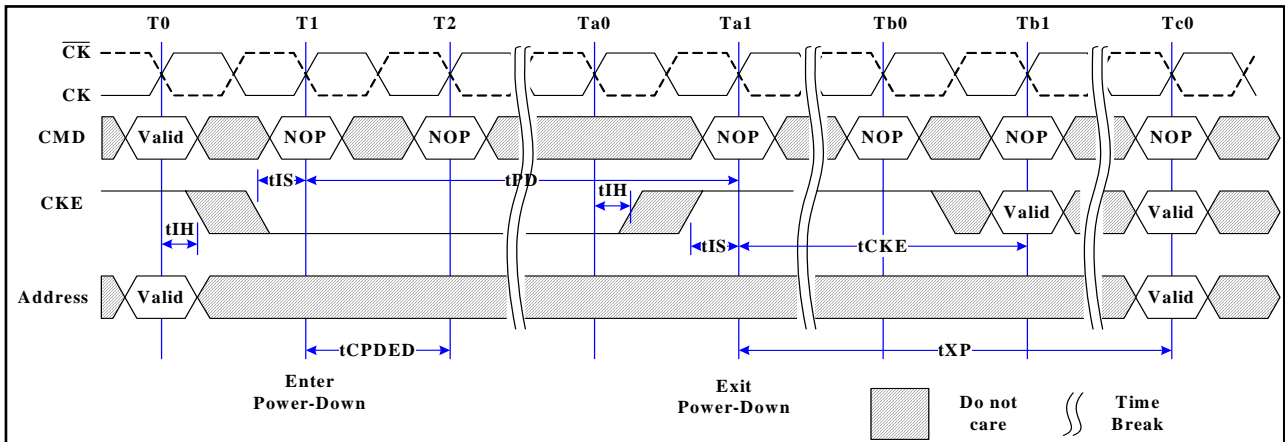 T0 T1 T2 Ta0 Ta1 Tb0 Tb1 Tc0
CK
CK
CMD Valid NOP NOP NOP NOP NOP NOP
tIS tPD
CKE tIH Valid Valid
tIH tIS tCKE
Address Valid Valid
tCPDED tXP
Enter
Power-Down
Exit
Power-Down
Do not
care
Time
Break